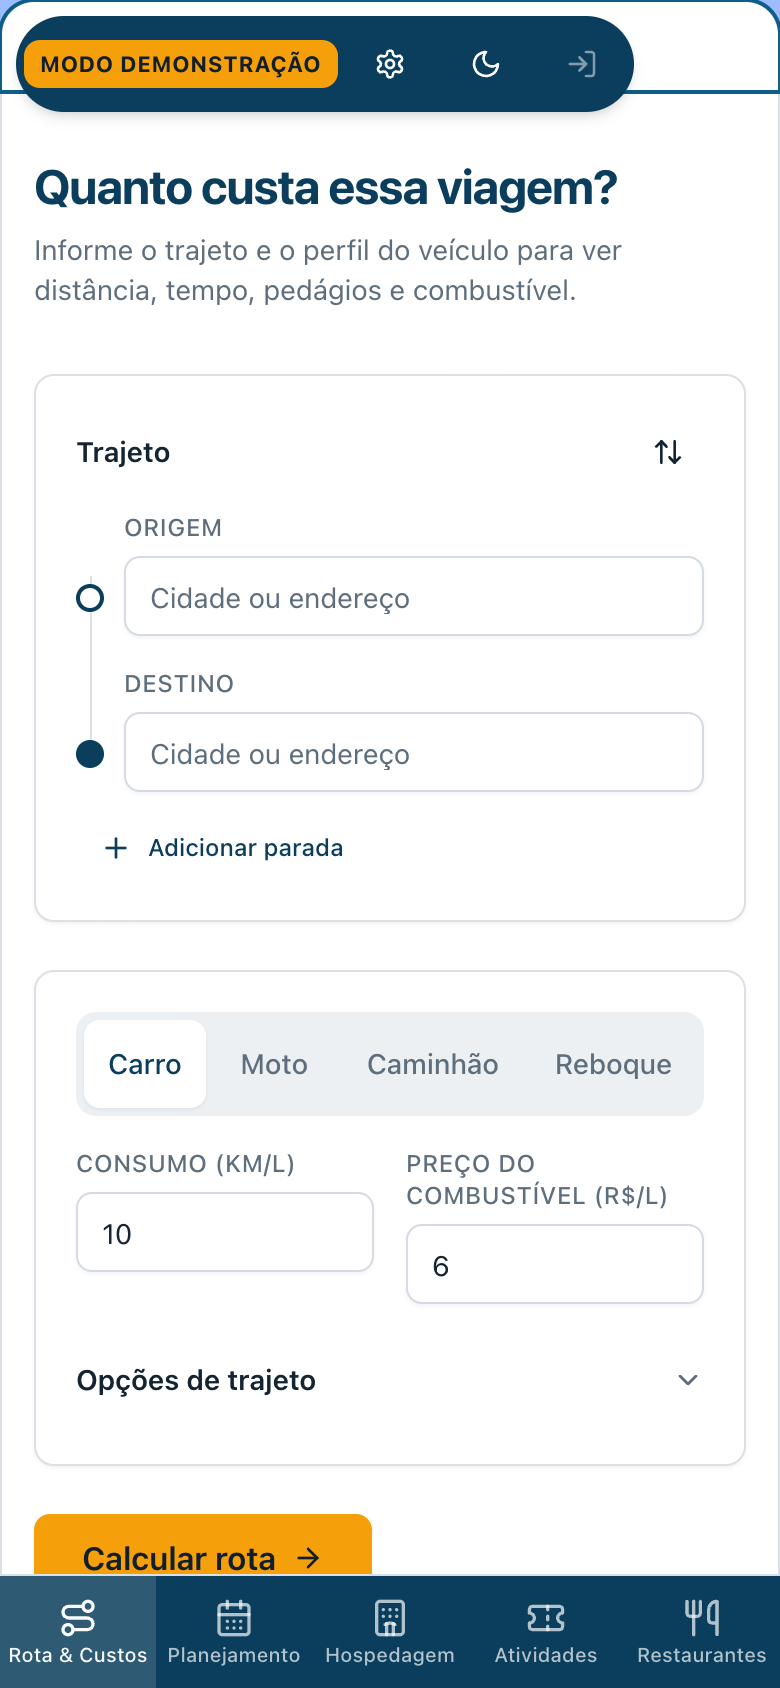 MODO DEMONSTRAÇÃO
Quanto custa essa viagem?
Informe o trajeto e o perfil do veículo para ver
distância, tempo, pedágios e combustível.
Trajeto
ORIGEM
Cidade ou endereço
DESTINO
Cidade ou endereço
Adicionar parada
Carro Moto Caminhão Reboque
CONSUMO (KM/L)
10
PREÇO DO
COMBUSTÍVEL (R$/L)
6
Opções de trajeto
Calcular rota
Rota & Custos Planejamento Hospedagem Atividades Restaurantes